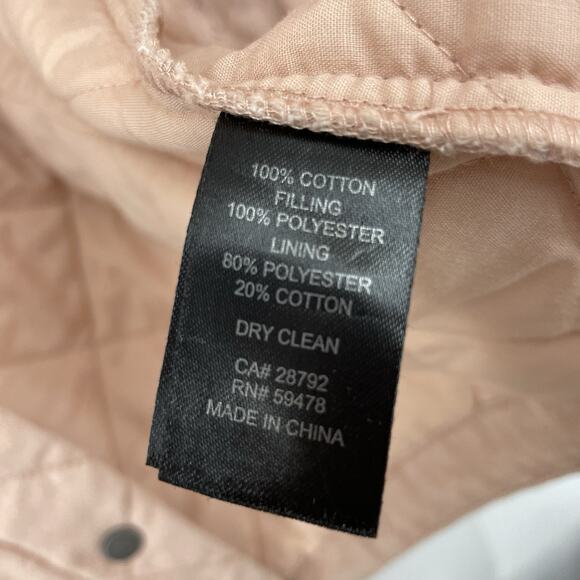 100% COTTON
FILLING
100% POLYESTER
LINING
80% POLYESTER
20% COTTON
DRY CLEAN
CA# 28792
RN# 59478
MADE IN CHINA